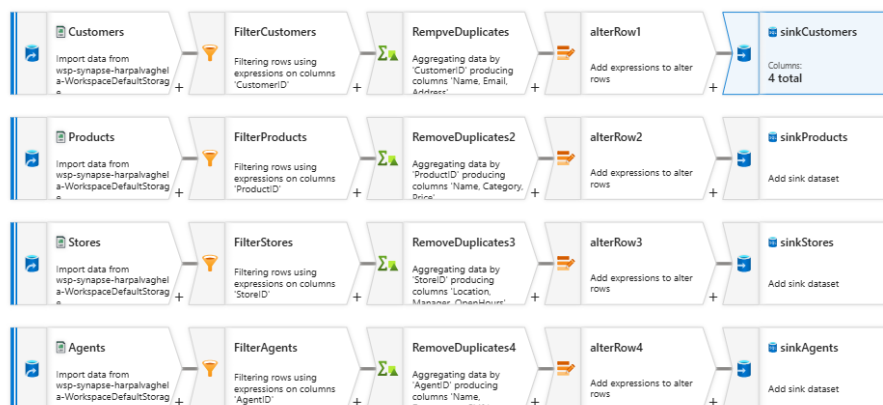 Customers
Import data from
wsp-synapse-harpalvaghel
a-WorkspaceDefaultStorag
e
+
FilterCustomers
Filtering rows using
expressions on columns
'CustomerID'
+
RempveDuplicates
Aggregating data by
'CustomerID' producing
columns 'Name, Email,
Address'
+
alterRow1
Add expressions to alter
rows
+
sinkCustomers
Columns:
4 total
Products
Import data from
wsp-synapse-harpalvaghel
a-WorkspaceDefaultStorag
e
+
FilterProducts
Filtering rows using
expressions on columns
'ProductID'
+
RemoveDuplicates2
Aggregating data by
'ProductID' producing
columns 'Name, Category,
Price'
+
alterRow2
Add expressions to alter
rows
+
sinkProducts
Add sink dataset
Stores
Import data from
wsp-synapse-harpalvaghel
a-WorkspaceDefaultStorag
e
+
FilterStores
Filtering rows using
expressions on columns
'StoreID'
+
RemoveDuplicates3
Aggregating data by
'StoreID' producing
columns 'Location,
Manager, OpenHours'
+
alterRow3
Add expressions to alter
rows
+
sinkStores
Add sink dataset
Agents
Import data from
wsp-synapse-harpalvaghel
a-WorkspaceDefaultStorag
+
FilterAgents
Filtering rows using
expressions on columns
'AgentID'
+
RemoveDuplicates4
Aggregating data by
'AgentID' producing
columns 'Name,
+
alterRow4
Add expressions to alter
rows
+
sinkAgents
Add sink dataset